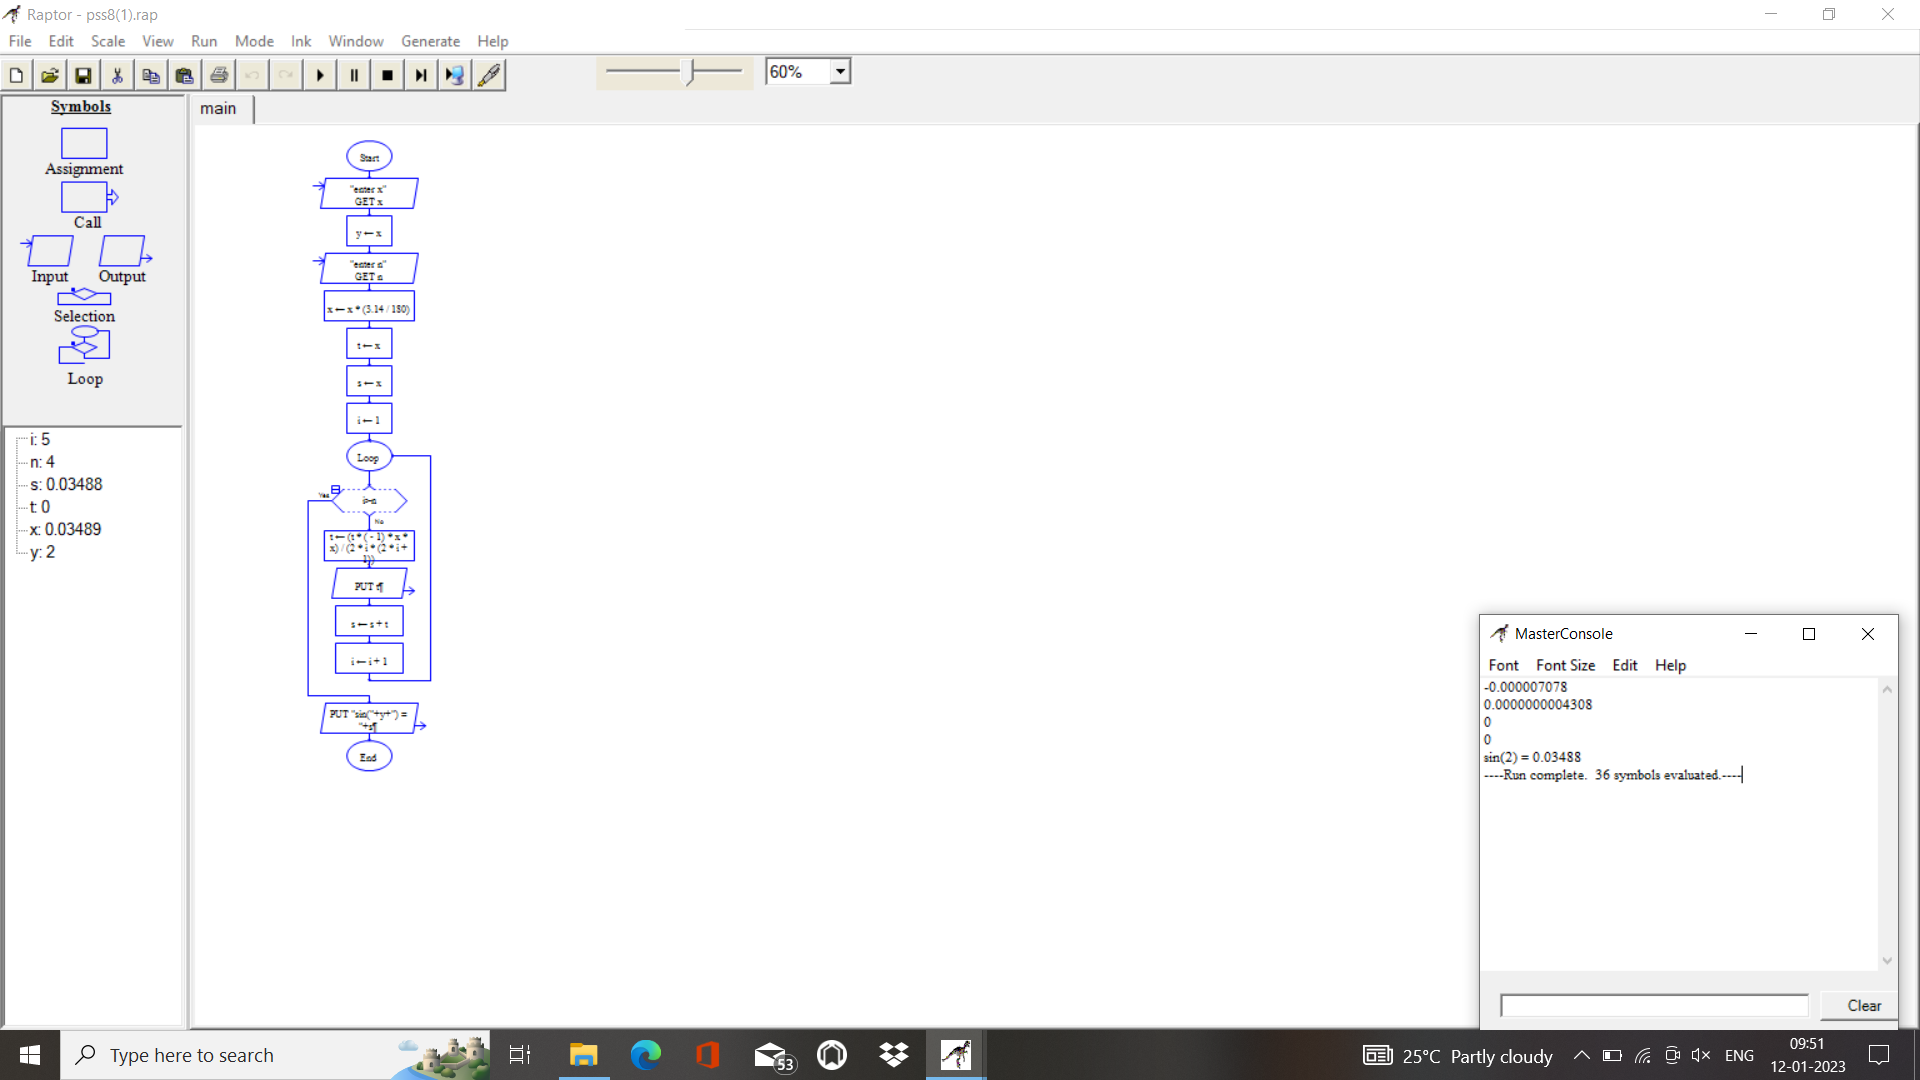 Raptor - pss8(1).rap
File Edit Scale View Run Mode Ink Window Generate Help
60%
Symbols
main
Assignment
Call
Input Output
Selection
Loop
i: 5
n: 4
s: 0.03488
t: 0
x: 0.03489
y: 2
Start
"enter x"
GET x
y ← x
"enter n"
GET n
x ← x * (3.14 / 180)
t ← x
s ← x
i ← 1
Loop
Yes
i>n
No
t ← (t * ( - 1) * x *
x) / (2 * i * (2 * i +
1))
PUT t¶
s ← s + t
i ← i + 1
PUT "sin("+y+") =
"+s¶
End
MasterConsole
Font Font Size Edit Help
-0.000007078
0.0000000004308
0
0
sin(2) = 0.03488
----Run complete. 36 symbols evaluated.----
Clear
Type here to search
53
25°C Partly cloudy
ENG
09:51
12-01-2023